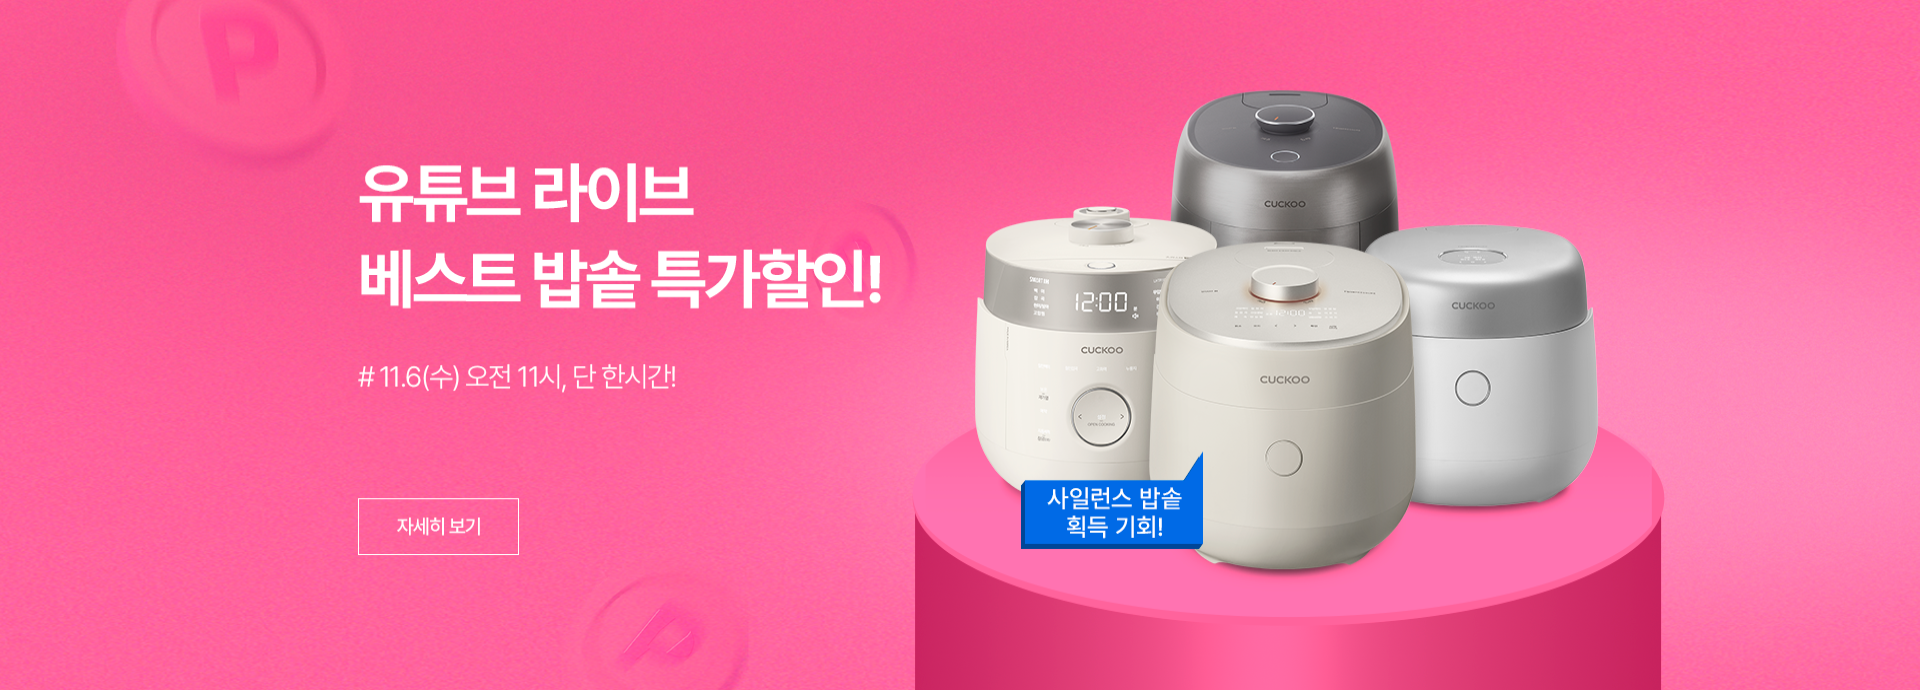 유튜브 라이브
베스트 밥솥 특가할인!
# 11.6(수) 오전 11시, 단 한시간!
자세히 보기
CUCKOO
12:00
CUCKOO
CUCKOO
12:00
CUCKOO
사일런스 밥솥
획득 기회!
P
P